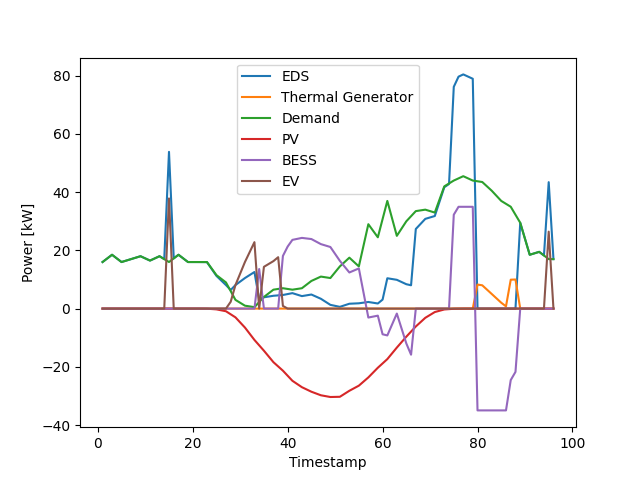 EDS
Thermal Generator
Demand
PV
BESS
EV
Power [kW]
80
60
40
20
0
−20
−40
0 20 40 60 80 100
Timestamp